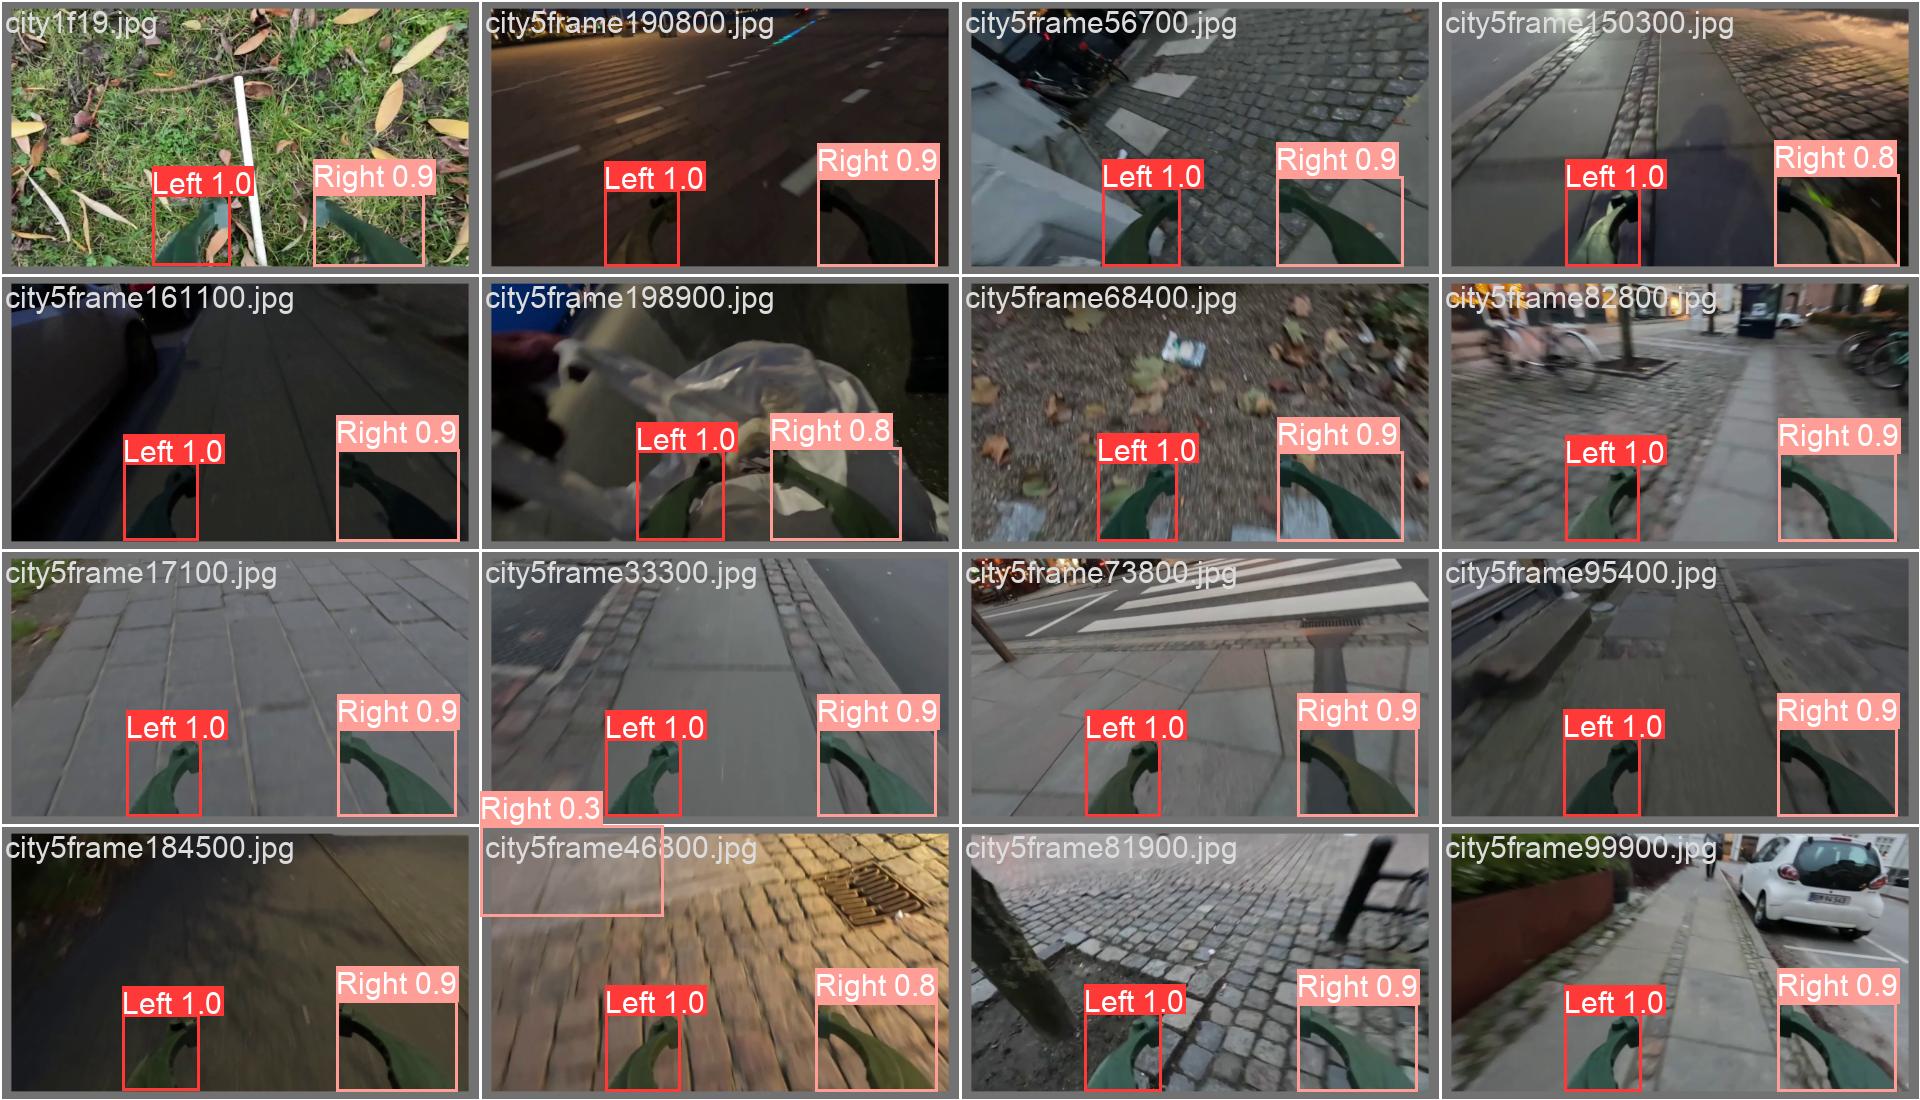 city1f19.jpg
Left 1.0
Right 0.9
city5frame190800.jpg
Left 1.0
Right 0.9
city5frame56700.jpg
Left 1.0
Right 0.9
city5frame150300.jpg
Left 1.0
Right 0.8
city5frame161100.jpg
Left 1.0
Right 0.9
city5frame198900.jpg
Left 1.0
Right 0.8
city5frame68400.jpg
Left 1.0
Right 0.9
city5frame82800.jpg
Left 1.0
Right 0.9
city5frame17100.jpg
Left 1.0
Right 0.9
city5frame33300.jpg
Left 1.0
Right 0.9
city5frame73800.jpg
Left 1.0
Right 0.9
city5frame95400.jpg
Left 1.0
Right 0.9
city5frame184500.jpg
Left 1.0
Right 0.9
Right 0.3
city5frame46800.jpg
Left 1.0
Right 0.8
city5frame81900.jpg
Left 1.0
Right 0.9
city5frame99900.jpg
Left 1.0
Right 0.9